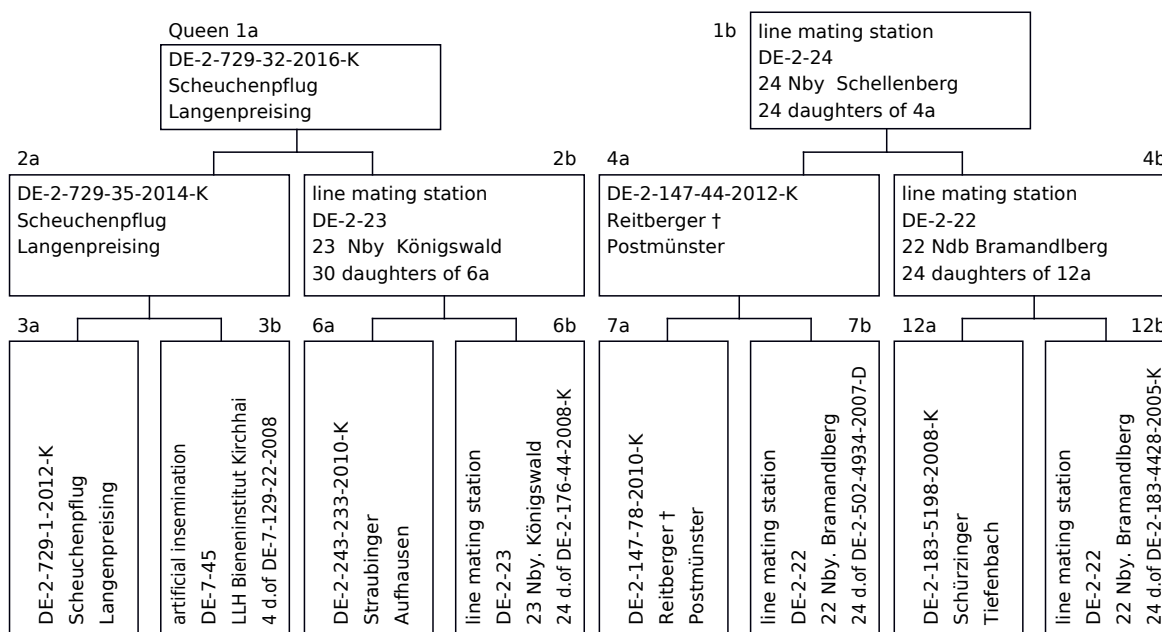 Queen 1a
DE-2-729-32-2016-K
Scheuchenpflug
Langenpreising
1b
line mating station
DE-2-24
24 Nby Schellenberg
24 daughters of 4a
2a
DE-2-729-35-2014-K
Scheuchenpflug
Langenpreising
2b
line mating station
DE-2-23
23 Nby Königswald
30 daughters of 6a
4a
DE-2-147-44-2012-K
Reitberger †
Postmünster
4b
line mating station
DE-2-22
22 Ndb Bramandlberg
24 daughters of 12a
3a
DE-2-729-1-2012-K
Scheuchenpflug
Langenpreising
3b
artificial insemination
DE-7-45
LLH Bieneninstitut Kirchhai
4 d.of DE-7-129-22-2008
6a
DE-2-243-233-2010-K
Straubinger
Aufhausen
6b
line mating station
DE-2-23
23 Nby. Königswald
24 d.of DE-2-176-44-2008-K
7a
DE-2-147-78-2010-K
Reitberger †
Postmünster
7b
line mating station
DE-2-22
22 Nby. Bramandlberg
24 d.of DE-2-502-4934-2007-D
12a
DE-2-183-5198-2008-K
Schürzinger
Tiefenbach
12b
line mating station
DE-2-22
22 Nby. Bramandlberg
24 d.of DE-2-183-4428-2005-K